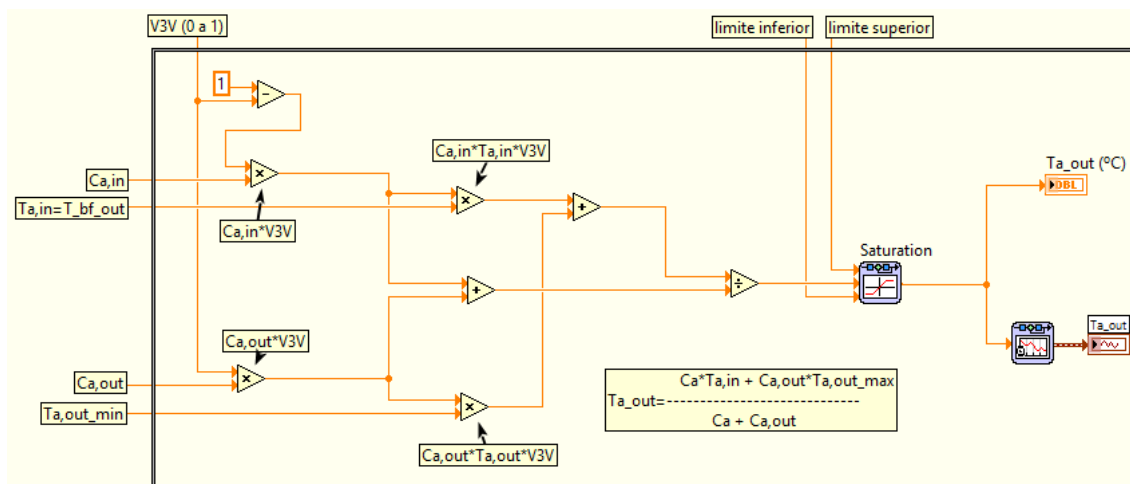 V3V (0 a 1)
limite inferior
limite superior
1
-
Ca,in*Ta,in*V3V
Ca,in
×
×
Ta_out (ºC)
DBL
Ta,in=T_bf_out
Ca,in*V3V
+
Saturation
+
÷
Ta_out
Ca,out*V3V
Ca,out
×
Ta,out_min
×
Ca*Ta,in + Ca,out*Ta,out_max
Ta_out=-----------------------------
Ca + Ca,out
Ca,out*Ta,out*V3V